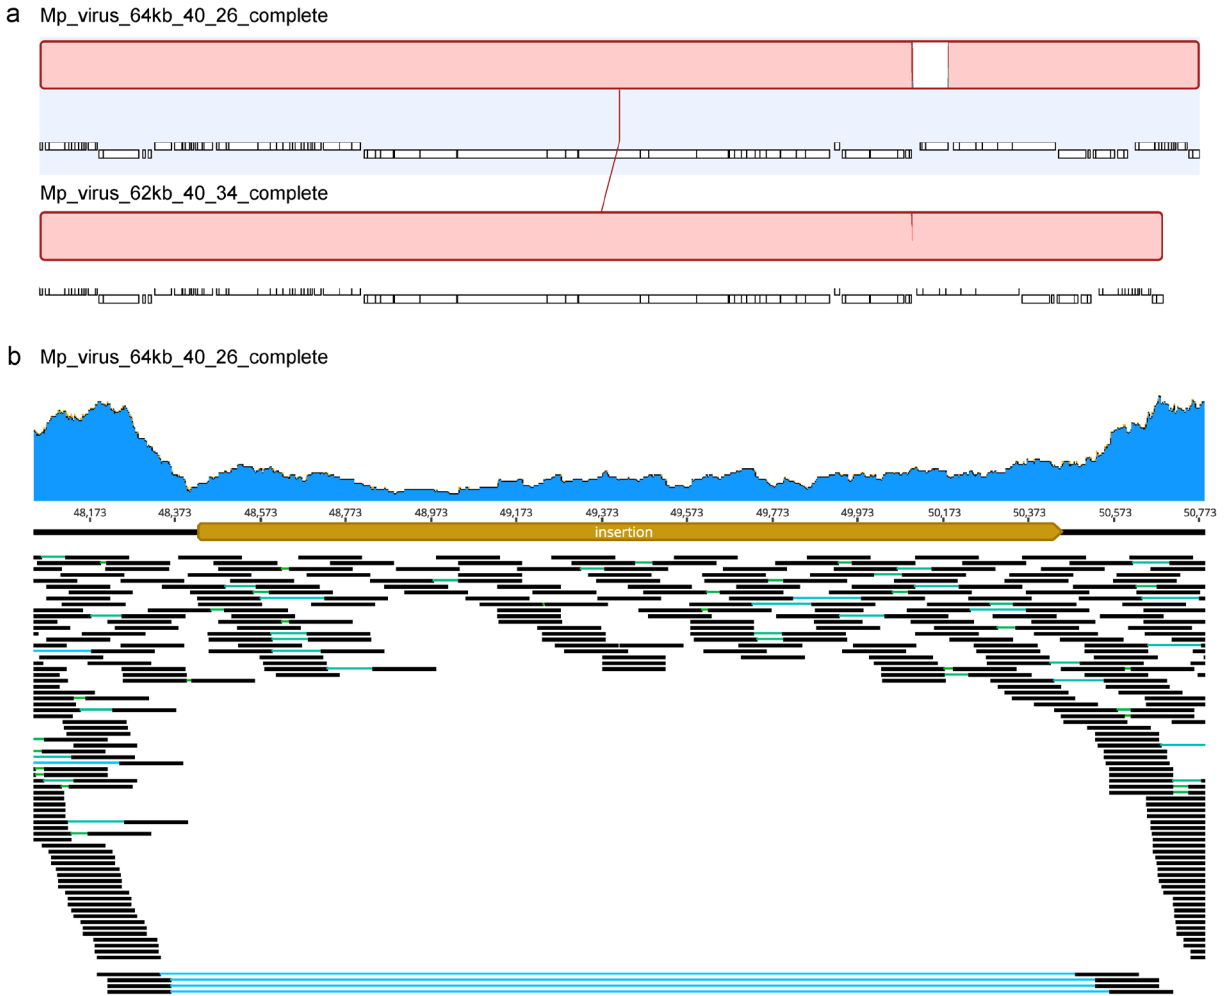 a Mp_virus_64kb_40_26_complete
Mp_virus_62kb_40_34_complete
b Mp_virus_64kb_40_26_complete
48,173 48,373 48,573 48,773 48,973 49,173 49,373 49,573 49,773 49,973 50,173 50,373 50,573 50,773
insertion